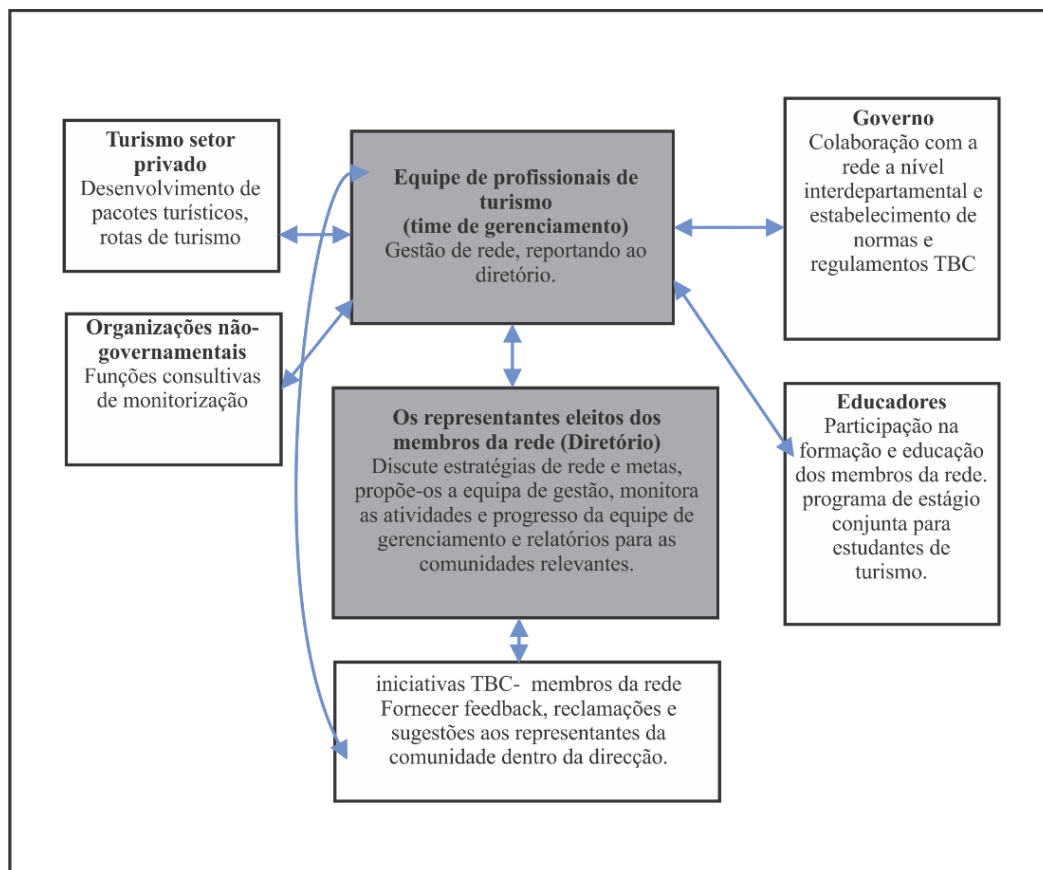 Turismo setor
privado
Desenvolvimento de
pacotes turísticos,
rotas de turismo
Organizações não-
governamentais
Funções consultivas
de monitorização
Equipe de profissionais de
turismo
(time de gerenciamento)
Gestão de rede, reportando ao
diretório.
Os representantes eleitos dos
membros da rede (Diretório)
Discute estratégias de rede e metas,
propõe-os a equipa de gestão, monitora
as atividades e progresso da equipe de
gerenciamento e relatórios para as
comunidades relevantes.
iniciativas TBC- membros da rede
Fornecer feedback, reclamações e
sugestões aos representantes da
comunidade dentro da direcção.
Governo
Colaboração com a
rede a nível
interdepartamental e
estabelecimento de
normas e
regulamentos TBC
Educadores
Participação na
formação e educação
dos membros da rede.
programa de estágio
conjunta para
estudantes de
turismo.